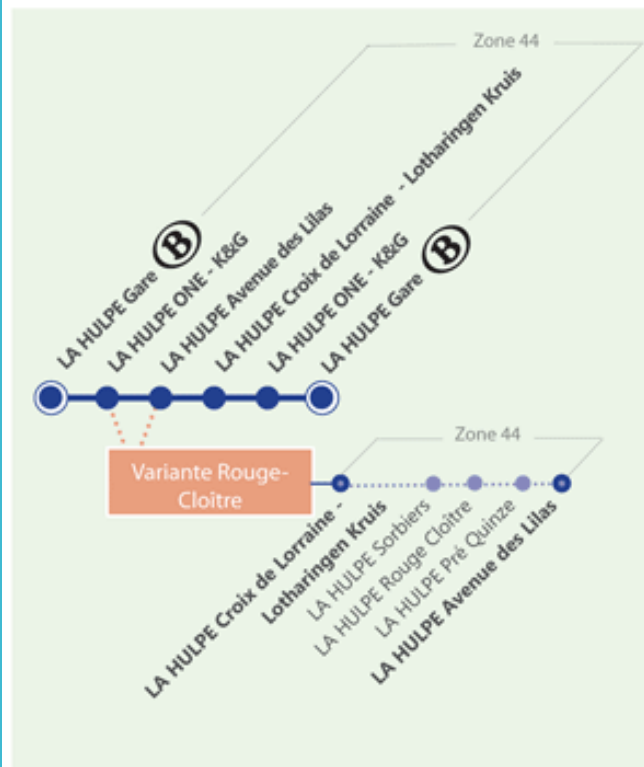 Zone 44
LA HULPE Gare B
LA HULPE ONE - K&G
LA HULPE Avenue des Lilas
LA HULPE Croix de Lorraine - Lotharingen Kruis
LA HULPE ONE - K&G
LA HULPE Gare B
Variante Rouge-
Cloître
Zone 44
LA HULPE Croix de Lorraine -
Lotharingen Kruis
LA HULPE Sorbiers
LA HULPE Rouge Cloître
LA HULPE Pré Quinze
LA HULPE Avenue des Lilas